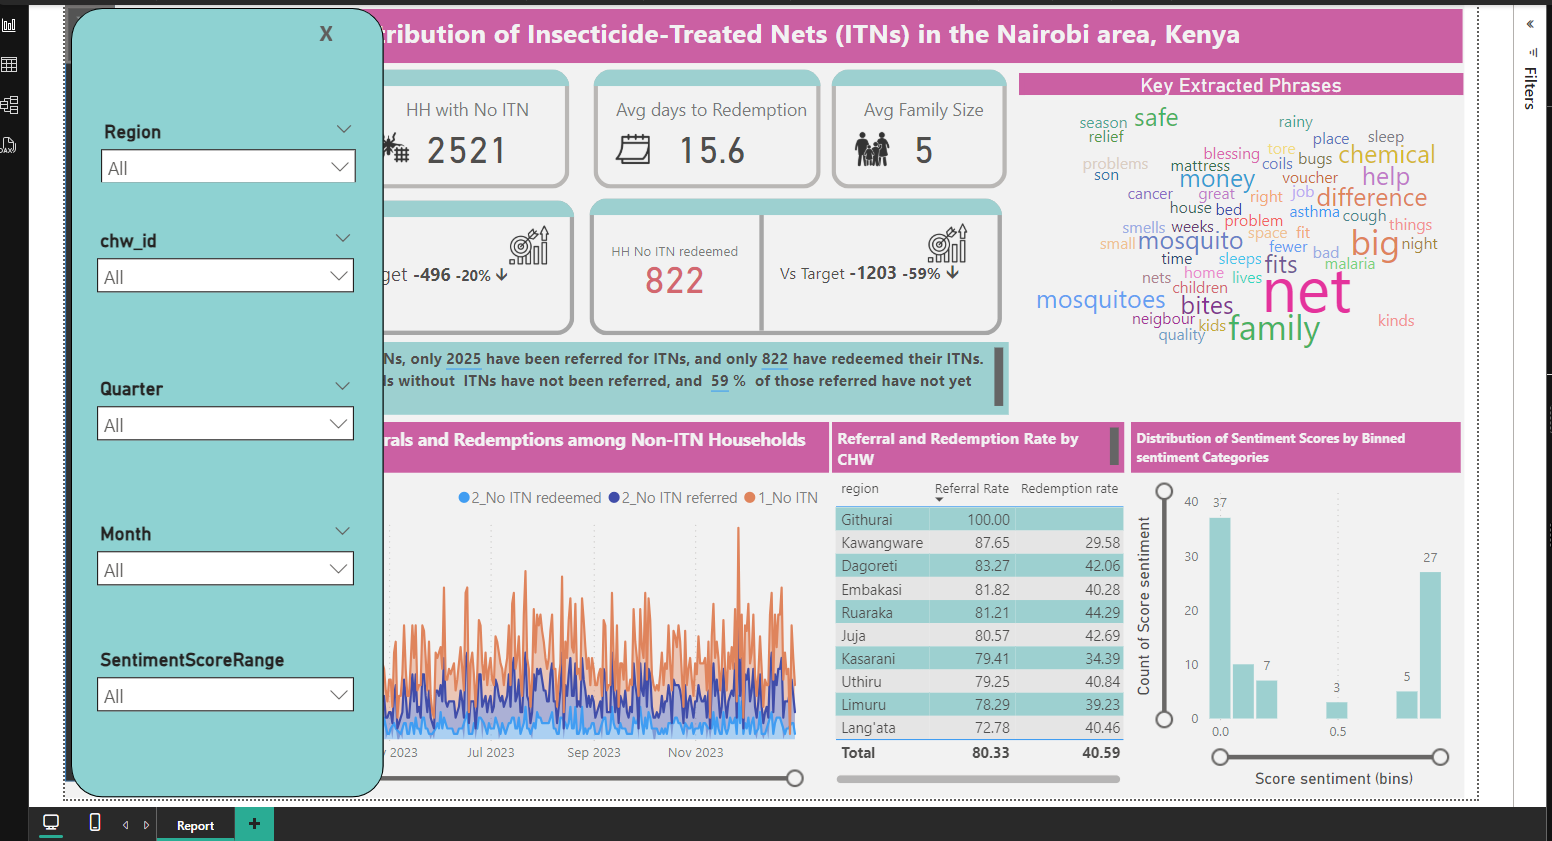 X
Region
All
chw_id
All
Quarter
All
Month
All
SentimentScoreRange
All
tribution of Insecticide-Treated Nets (ITNs) in the Nairobi area, Kenya
HH with No ITN
2521
Avg days to Redemption
15.6
Avg Family Size
5
get -496 -20%
HH No ITN redeemed
822
Vs Target -1203 -59%
Ns, only 2025 have been referred for ITNs, and only 822 have redeemed their ITNs.
ls without ITNs have not been referred, and 59 % of those referred have not yet
Key Extracted Phrases
season safe rainy
relief place sleep
blessing tore
problems mattress coils bugs chemical
son money voucher help
cancer great right job difference
house bed asthma cough
smells weeks problem space fit things
small mosquito fewer bad big night
time sleeps fits malaria
nets home lives
children net
mosquitoes bites
neigbour kids family kinds
quality
rals and Redemptions among Non-ITN Households
2_No ITN redeemed 2_No ITN referred 1_No ITN
2023 Jul 2023 Sep 2023 Nov 2023
Referral and Redemption Rate by
CHW
region Referral Rate Redemption rate
Githurai 100.00
Kawangware 87.65 29.58
Dagoreti 83.27 42.06
Embakasi 81.82 40.28
Ruaraka 81.21 44.29
Juja 80.57 42.69
Kasarani 79.41 34.39
Uthiru 79.25 40.84
Limuru 78.29 39.23
Lang'ata 72.78 40.46
Total 80.33 40.59
Distribution of Sentiment Scores by Binned
sentiment Categories
Count of Score sentiment
40
30
20
10
0
37
7
3
5
27
0.0 0.5
Score sentiment (bins)
Filters
Report
+